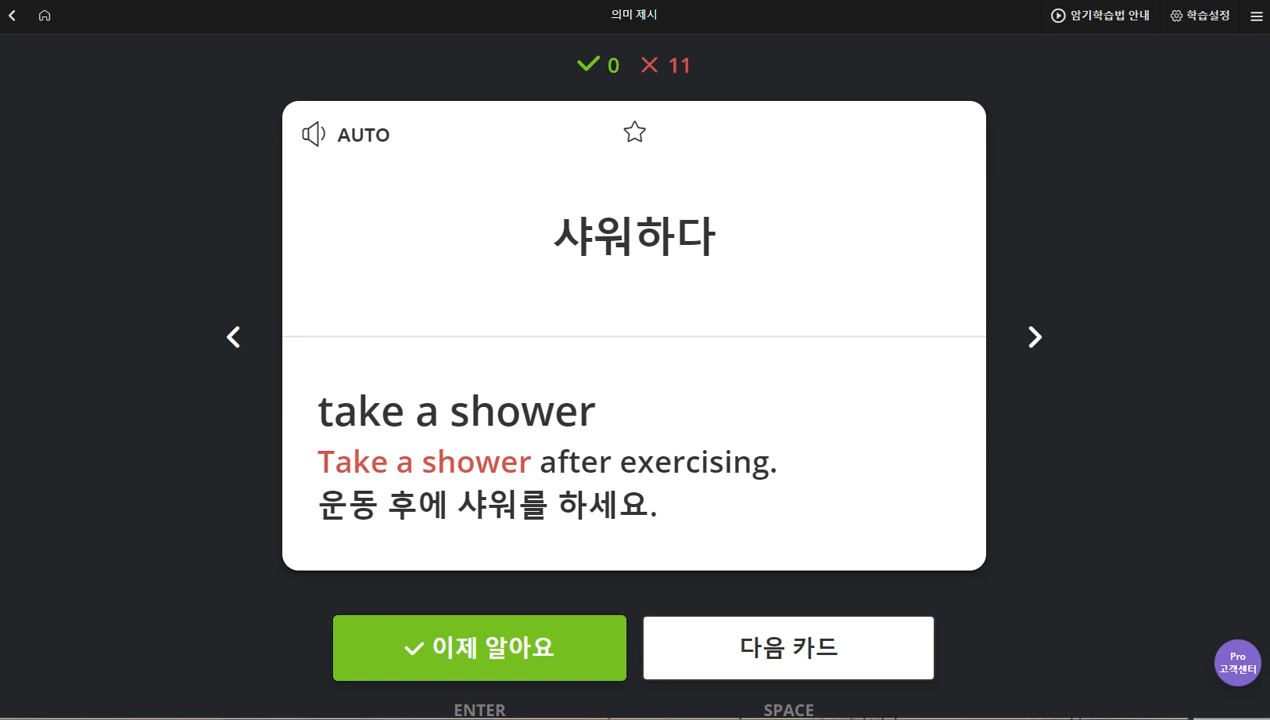 의미 제시
암기학습법 안내
학습설정
0
11
AUTO
샤워하다
take a shower
Take a shower after exercising.
운동 후에 샤워를 하세요.
이제 알아요
다음 카드
ENTER
SPACE
Pro
고객센터